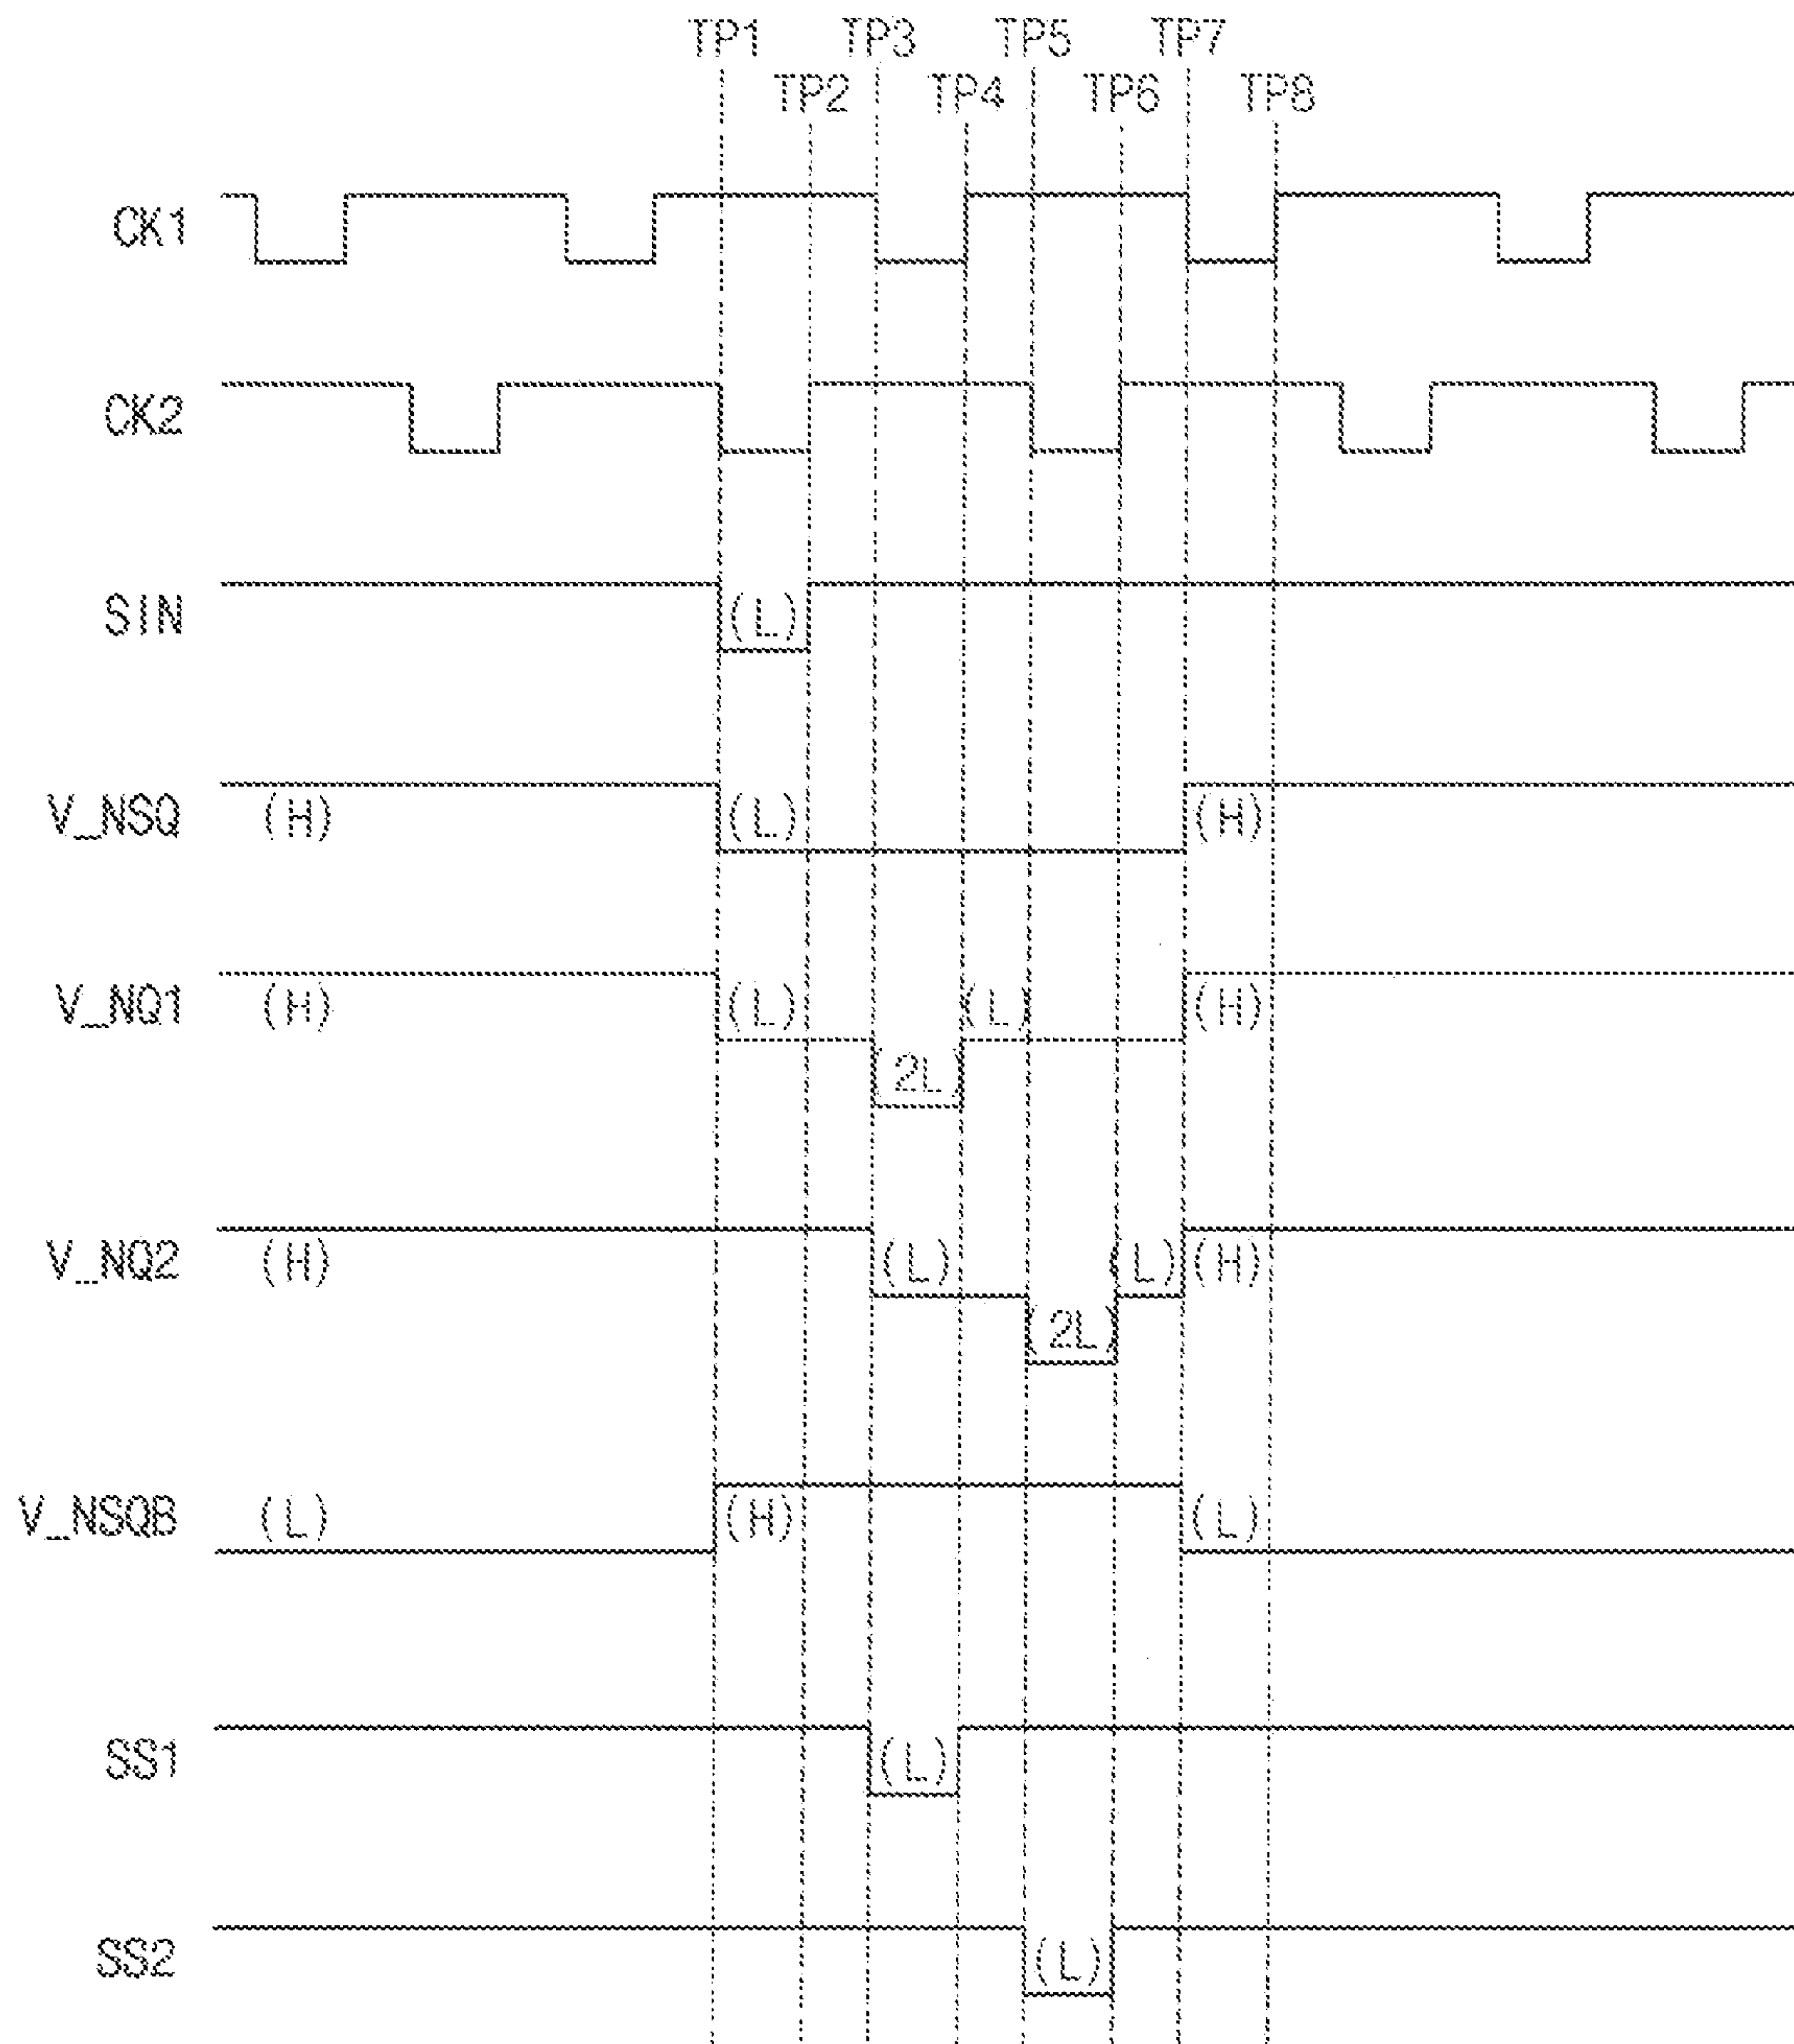 TP1 TP3 TP5 TP7
TP2 TP4 TP6 TP8
CK1
CK2
SIN (L)
V_NSQ (H) (L) (H)
V_NQ1 (H) (L) (L) (H)
(2L)
V_NQ2 (H) (L) (L) (H)
(2L)
V_NSQB (L) (H) (L)
SS1 (L)
SS2 (L)